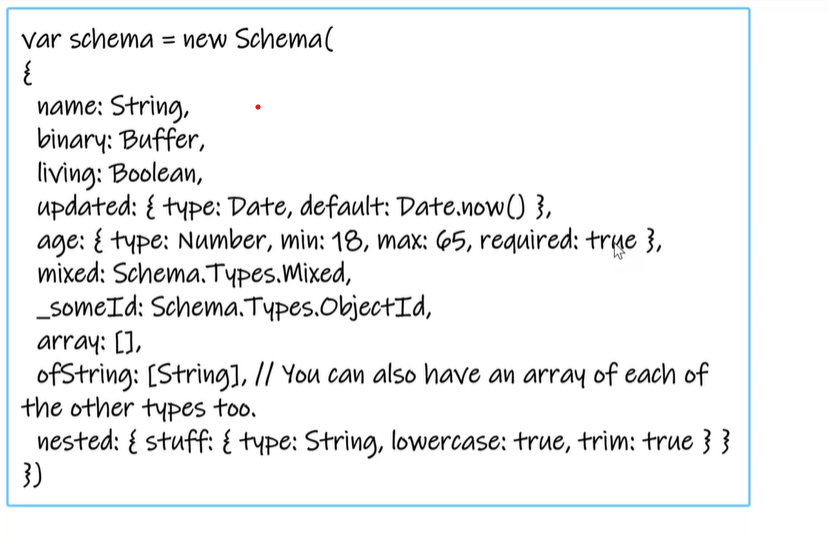 var schema = new Schema(
{
name: String,
binary: Buffer,
living: Boolean,
updated: { type: Date, default: Date.now() },
age: { type: Number, min: 18, max: 65, required: true },
mixed: Schema.Types.Mixed,
_someId: Schema.Types.ObjectId,
array: [],
ofString: [String], // You can also have an array of each of
the other types too.
nested: { stuff: { type: String, lowercase: true, trim: true } }
})